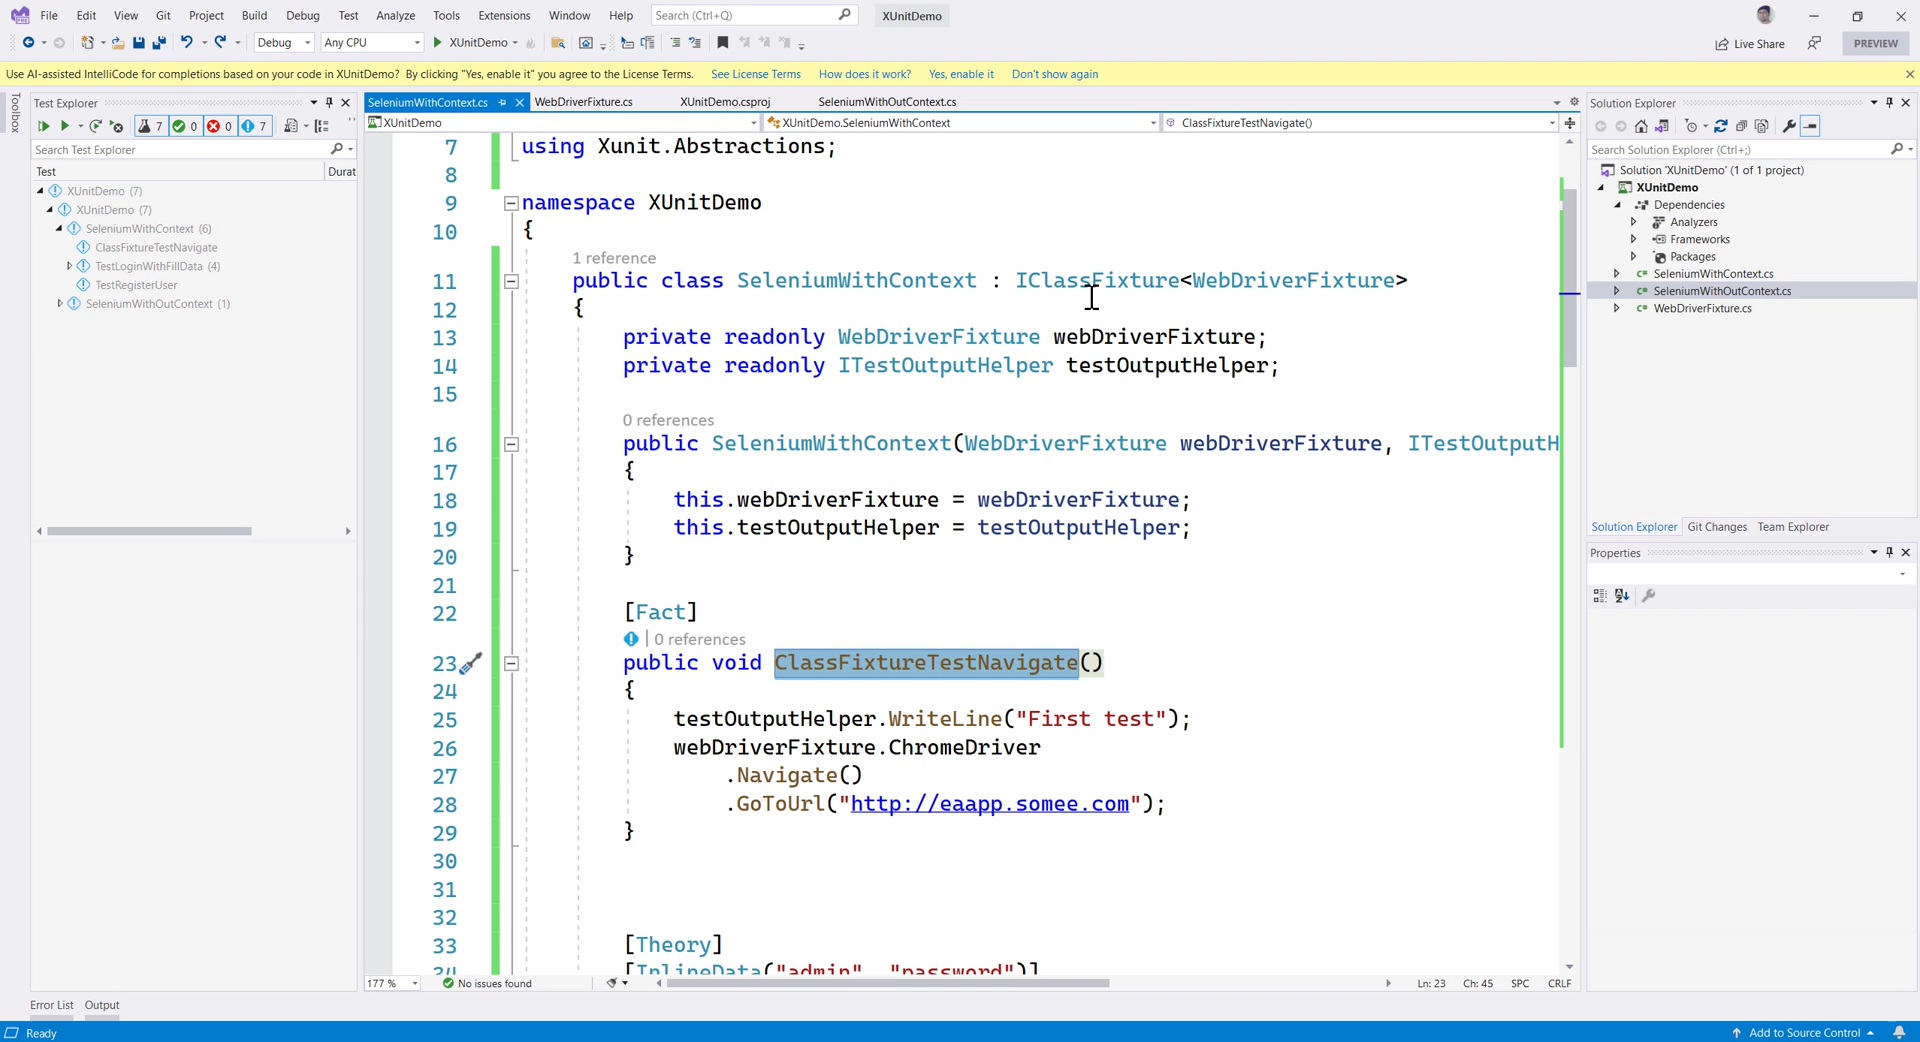 File Edit View Git Project Build Debug Test Analyze Tools Extensions Window Help Search (Ctrl+Q) XUnitDemo
Debug Any CPU XUnitDemo Live Share PREVIEW
Use AI-assisted IntelliCode for completions based on your code in XUnitDemo? By clicking "Yes, enable it" you agree to the License Terms. See License Terms How does it work? Yes, enable it Don't show again
Toolbox
Test Explorer
7 0 0 7
Search Test Explorer
Test Durat
XUnitDemo (7)
XUnitDemo (7)
SeleniumWithContext (6)
ClassFixtureTestNavigate
TestLoginWithFillData (4)
TestRegisterUser
SeleniumWithOutContext (1)
SeleniumWithContext.cs WebDriverFixture.cs XUnitDemo.csproj SeleniumWithOutContext.cs
XUnitDemo XUnitDemo.SeleniumWithContext ClassFixtureTestNavigate()
7 using Xunit.Abstractions;
8
9 namespace XUnitDemo
10 {
1 reference
11 public class SeleniumWithContext : IClassFixture<WebDriverFixture>
12 {
13 private readonly WebDriverFixture webDriverFixture;
14 private readonly ITestOutputHelper testOutputHelper;
15
0 references
16 public SeleniumWithContext(WebDriverFixture webDriverFixture, ITestOutputH
17 {
18 this.webDriverFixture = webDriverFixture;
19 this.testOutputHelper = testOutputHelper;
20 }
21
22 [Fact]
0 references
23 public void ClassFixtureTestNavigate()
24 {
25 testOutputHelper.WriteLine("First test");
26 webDriverFixture.ChromeDriver
27 .Navigate()
28 .GoToUrl("http://eaapp.somee.com");
29 }
30
31
32
33 [Theory]
34 [InlineData("admin", "password")]
177 % No issues found Ln: 23 Ch: 45 SPC CRLF
Solution Explorer
Search Solution Explorer (Ctrl+;)
Solution 'XUnitDemo' (1 of 1 project)
XUnitDemo
Dependencies
Analyzers
Frameworks
Packages
SeleniumWithContext.cs
SeleniumWithOutContext.cs
WebDriverFixture.cs
Solution Explorer Git Changes Team Explorer
Properties
Error List Output
Ready Add to Source Control